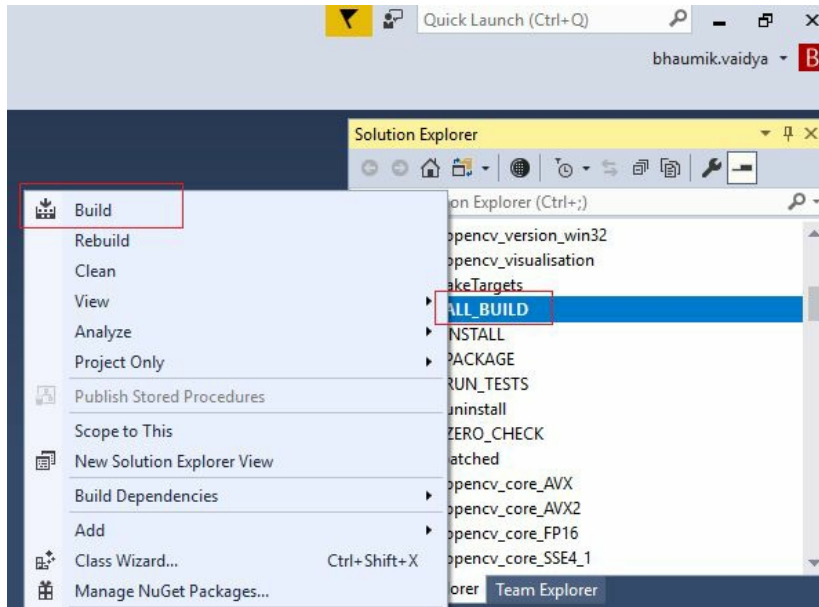 Quick Launch (Ctrl+Q)
bhaumik.vaidya
B
Solution Explorer
on Explorer (Ctrl+;)
Build
Rebuild
Clean
View
Analyze
Project Only
Publish Stored Procedures
Scope to This
New Solution Explorer View
Build Dependencies
Add
Class Wizard... Ctrl+Shift+X
Manage NuGet Packages...
opencv_version_win32
opencv_visualisation
akeTargets
ALL_BUILD
INSTALL
PACKAGE
RUN_TESTS
uninstall
ZERO_CHECK
atched
opencv_core_AVX
opencv_core_AVX2
opencv_core_FP16
opencv_core_SSE4_1
orer Team Explorer